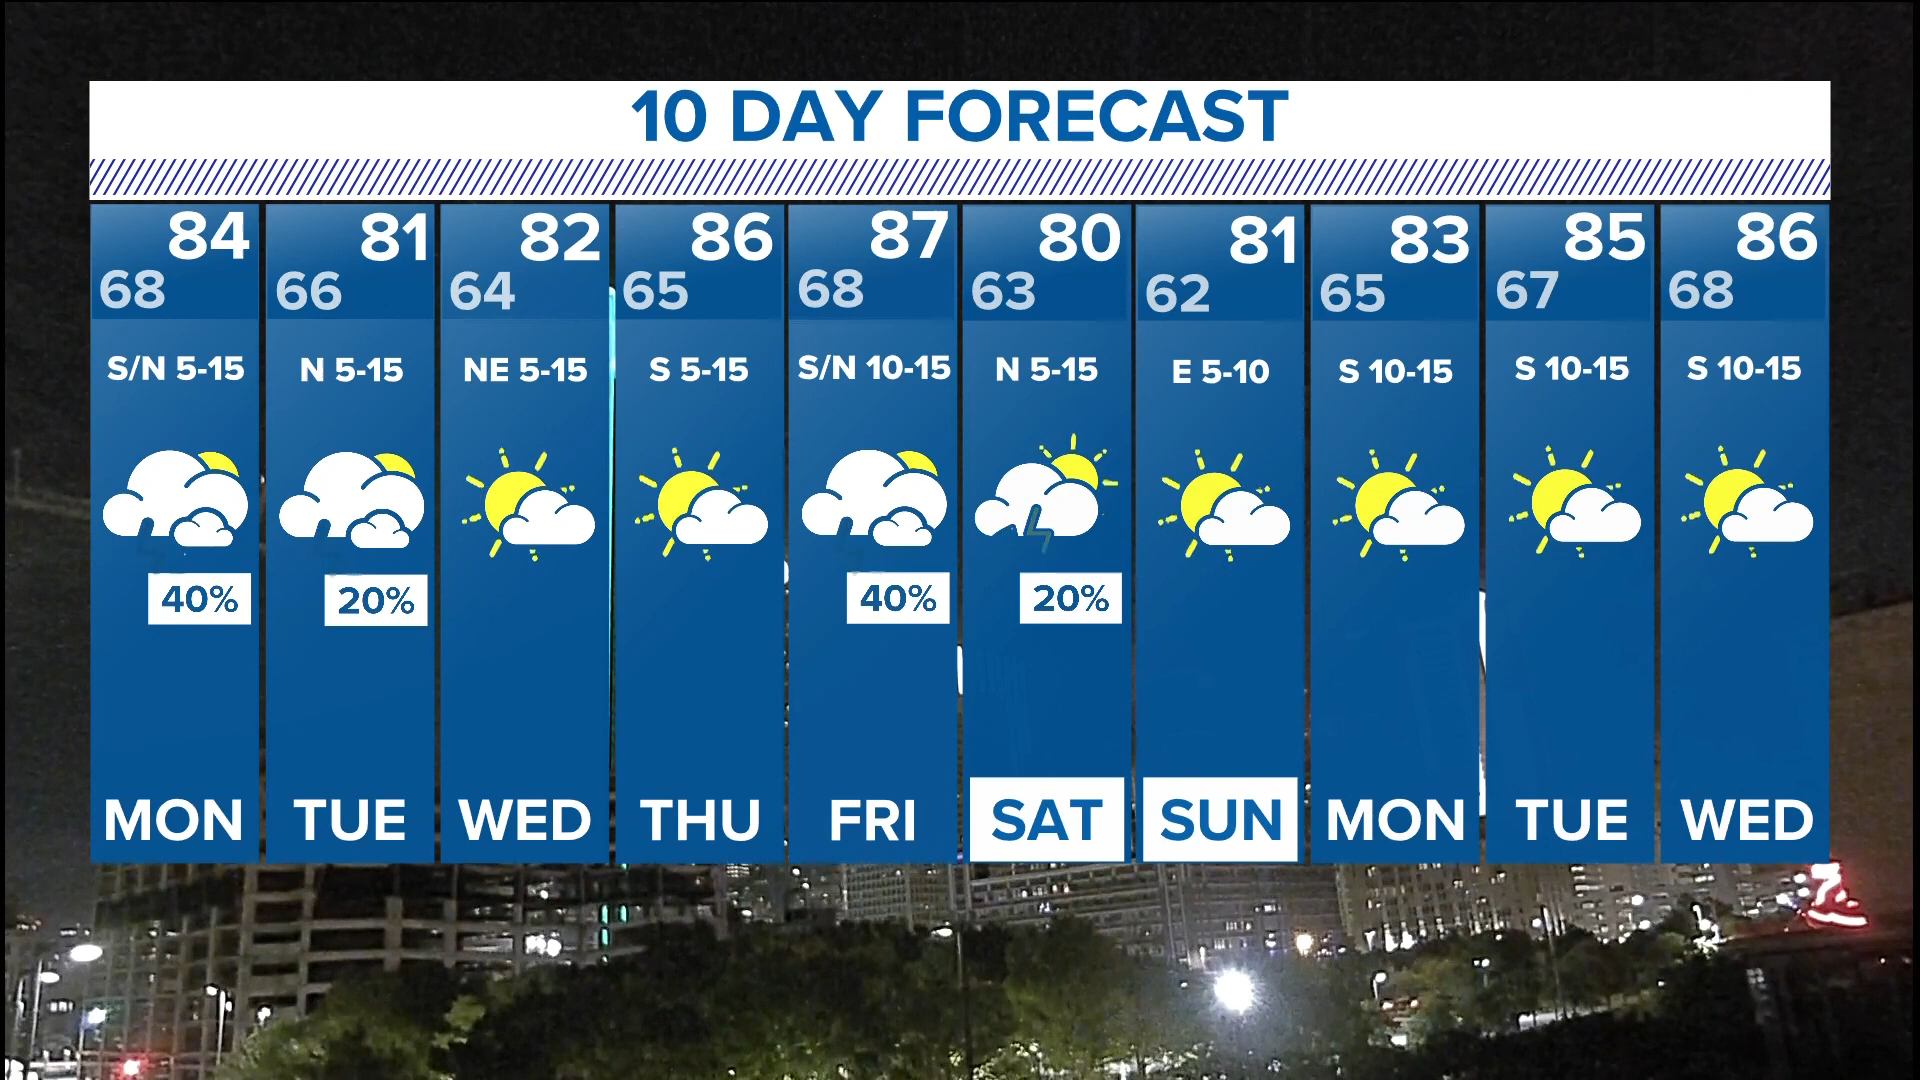 10 DAY FORECAST
84 81 82 86 87 80 81 83 85 86
68 66 64 65 68 63 62 65 67 68
S/N 5-15 N 5-15 NE 5-15 S 5-15 S/N 10-15 N 5-15 E 5-10 S 10-15 S 10-15 S 10-15
40% 20% 40% 20%
MON TUE WED THU FRI SAT SUN MON TUE WED